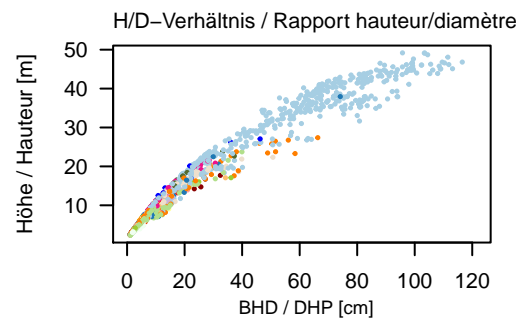 H/D−Verhältnis / Rapport hauteur/diamètre
Höhe / Hauteur [m]
50
40
30
20
10
0 20 40 60 80 100 120
BHD / DHP [cm]